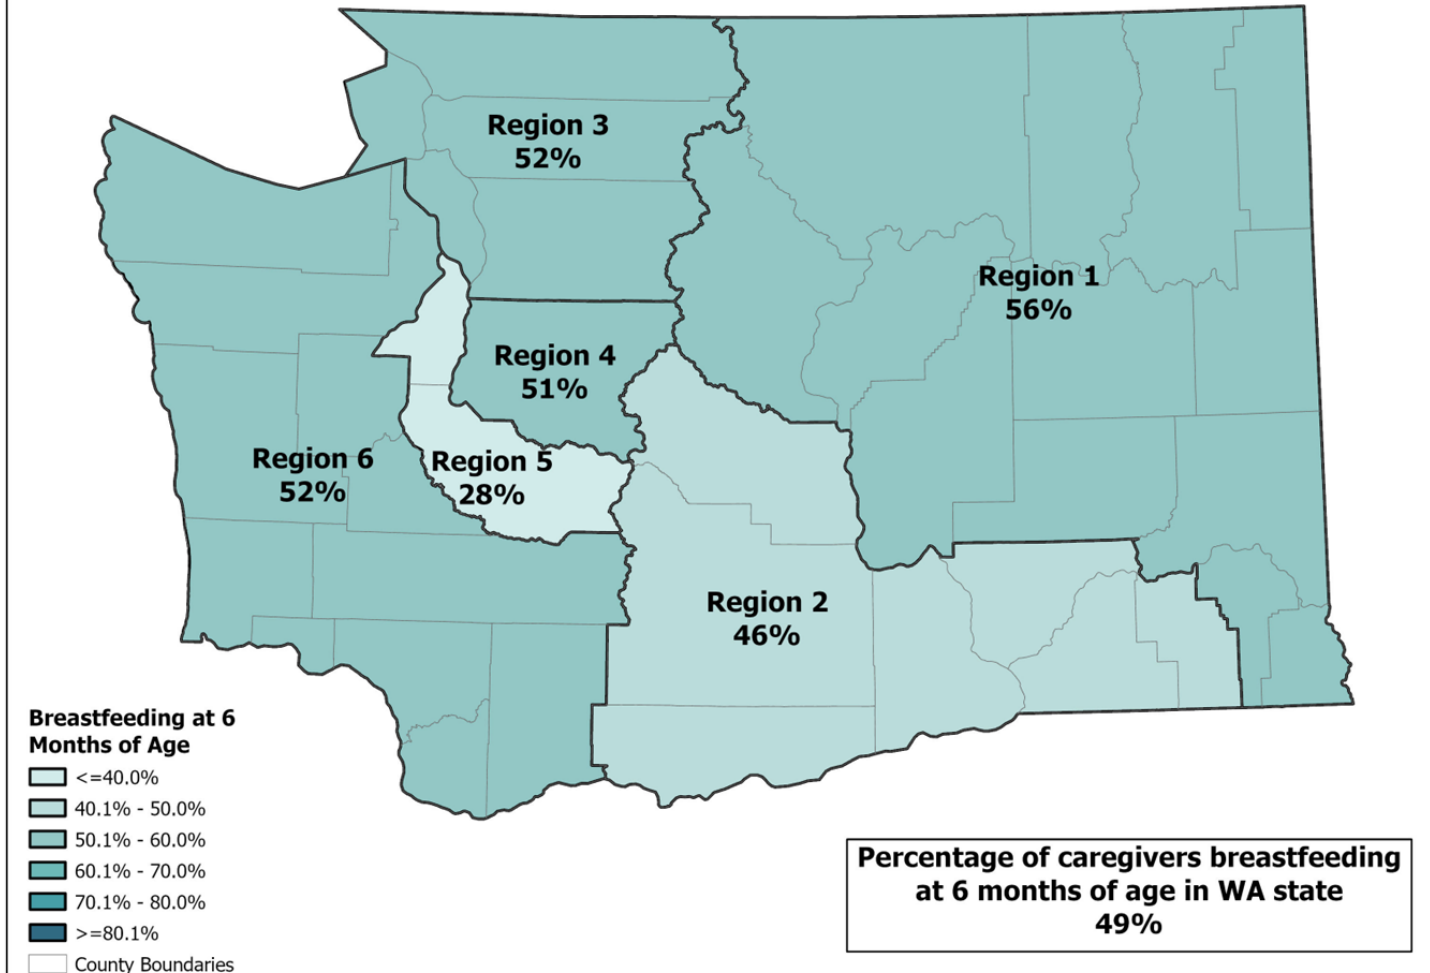 Region 3
52%
Region 1
56%
Region 4
51%
Region 6
52%
Region 5
28%
Region 2
46%
Breastfeeding at 6
Months of Age
<=40.0%
40.1% - 50.0%
50.1% - 60.0%
60.1% - 70.0%
70.1% - 80.0%
>=80.1%
County Boundaries
Percentage of caregivers breastfeeding
at 6 months of age in WA state
49%